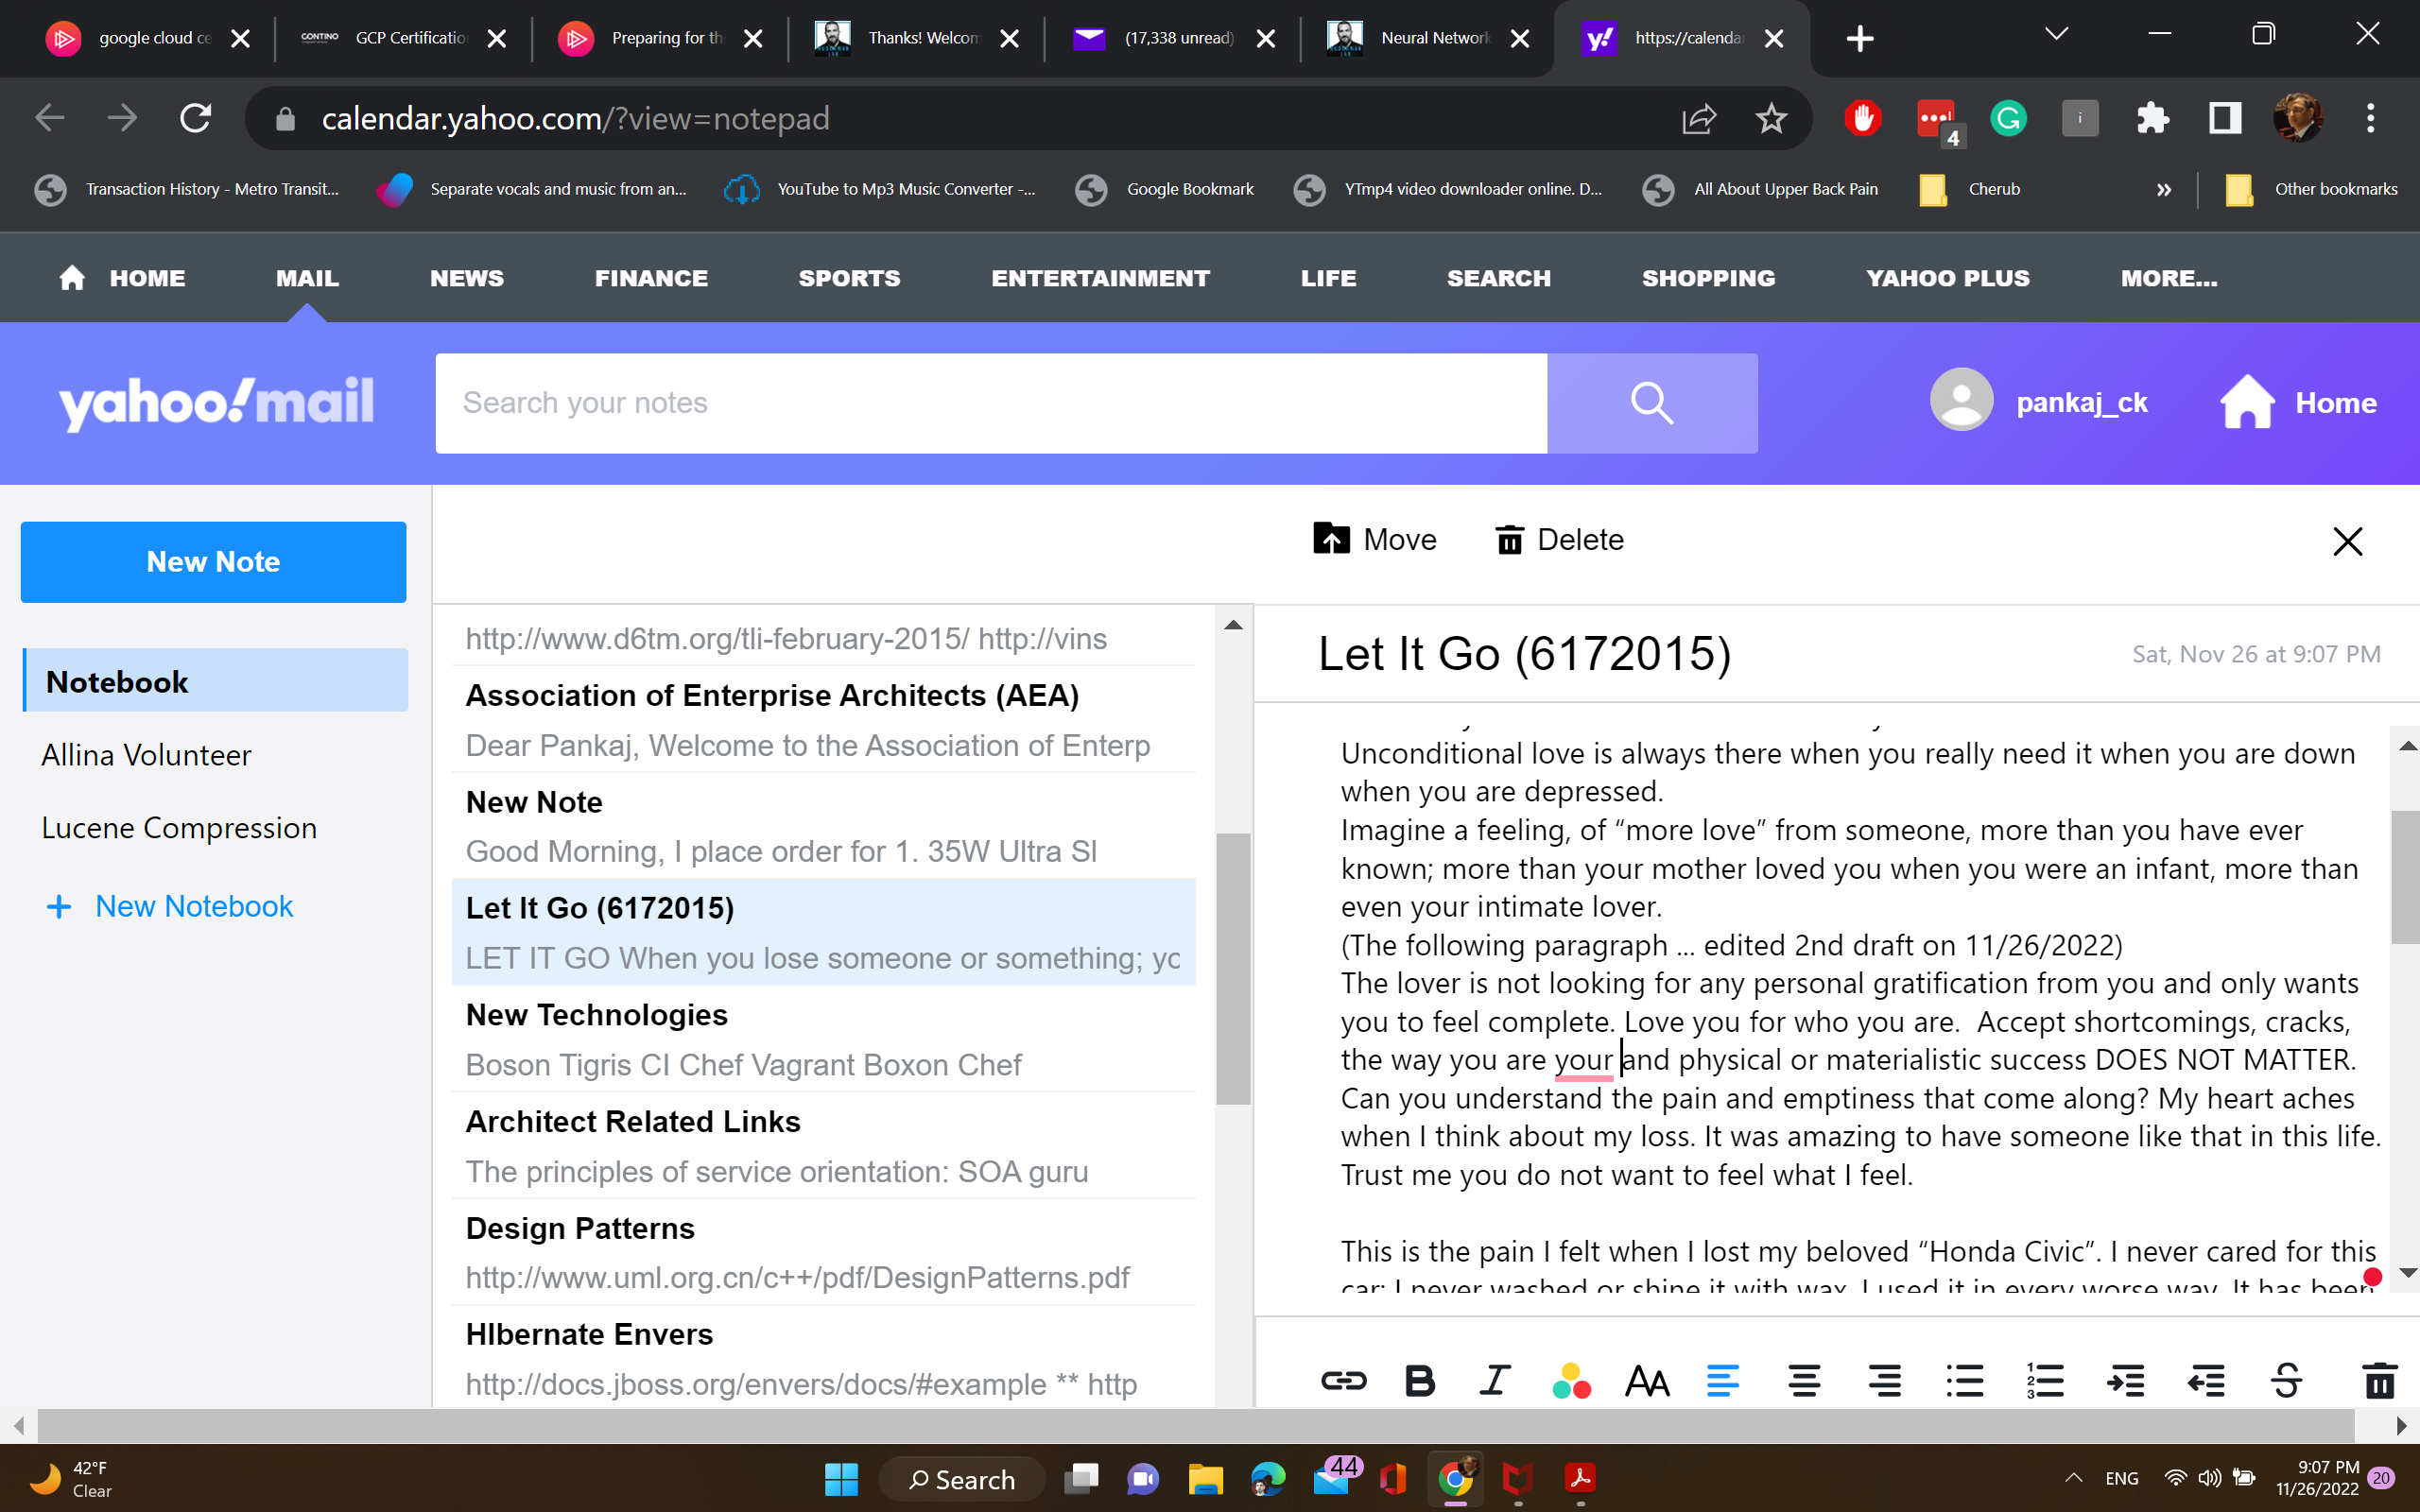 google cloud ce
CONTINO GCP Certificatio
Preparing for th
Thanks! Welcom
(17,338 unread)
Neural Network
https://calendar
calendar.yahoo.com/?view=notepad
4
Transaction History - Metro Transit...
Separate vocals and music from an...
YouTube to Mp3 Music Converter -...
Google Bookmark
YTmp4 video downloader online. D...
All About Upper Back Pain
Cherub
»
Other bookmarks
HOME MAIL NEWS FINANCE SPORTS ENTERTAINMENT LIFE SEARCH SHOPPING YAHOO PLUS MORE...
yahoo!mail
Search your notes
pankaj_ck
Home
New Note
Notebook
Allina Volunteer
Lucene Compression
+ New Notebook
http://www.d6tm.org/tli-february-2015/ http://vins
Association of Enterprise Architects (AEA)
Dear Pankaj, Welcome to the Association of Enterp
New Note
Good Morning, I place order for 1. 35W Ultra Sl
Let It Go (6172015)
LET IT GO When you lose someone or something; yo
New Technologies
Boson Tigris CI Chef Vagrant Boxon Chef
Architect Related Links
The principles of service orientation: SOA guru
Design Patterns
http://www.uml.org.cn/c++/pdf/DesignPatterns.pdf
HIbernate Envers
http://docs.jboss.org/envers/docs/#example ** http
Move Delete
Let It Go (6172015)
Sat, Nov 26 at 9:07 PM
Unconditional love is always there when you really need it when you are down
when you are depressed.
Imagine a feeling, of “more love” from someone, more than you have ever
known; more than your mother loved you when you were an infant, more than
even your intimate lover.
(The following paragraph ... edited 2nd draft on 11/26/2022)
The lover is not looking for any personal gratification from you and only wants
you to feel complete. Love you for who you are.  Accept shortcomings, cracks,
the way you are your and physical or materialistic success DOES NOT MATTER.
Can you understand the pain and emptiness that come along? My heart aches
when I think about my loss. It was amazing to have someone like that in this life.
Trust me you do not want to feel what I feel.
This is the pain I felt when I lost my beloved “Honda Civic”. I never cared for this
car; I never washed or shine it with wax. I used it in every worse way. It has been
42°F
Clear
Search
44
ENG
9:07 PM
11/26/2022
20